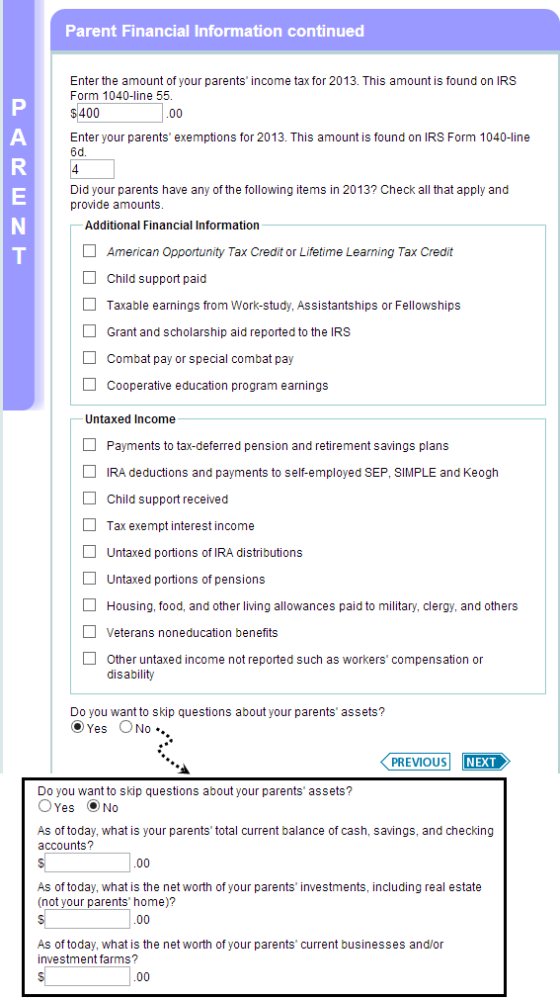 Parent Financial Information continued
PARENT
Enter the amount of your parents' income tax for 2013. This amount is found on IRS
Form 1040-line 55.
$400 .00
Enter your parents' exemptions for 2013. This amount is found on IRS Form 1040-line
6d.
4
Did your parents have any of the following items in 2013? Check all that apply and
provide amounts.
Additional Financial Information
American Opportunity Tax Credit or Lifetime Learning Tax Credit
Child support paid
Taxable earnings from Work-study, Assistantships or Fellowships
Grant and scholarship aid reported to the IRS
Combat pay or special combat pay
Cooperative education program earnings
Untaxed Income
Payments to tax-deferred pension and retirement savings plans
IRA deductions and payments to self-employed SEP, SIMPLE and Keogh
Child support received
Tax exempt interest income
Untaxed portions of IRA distributions
Untaxed portions of pensions
Housing, food, and other living allowances paid to military, clergy, and others
Veterans noneducation benefits
Other untaxed income not reported such as workers' compensation or
disability
Do you want to skip questions about your parents' assets?
Yes No
PREVIOUS NEXT
Do you want to skip questions about your parents' assets?
Yes No
As of today, what is your parents' total current balance of cash, savings, and checking
accounts?
$ .00
As of today, what is the net worth of your parents' investments, including real estate
(not your parents' home)?
$ .00
As of today, what is the net worth of your parents' current businesses and/or
investment farms?
$ .00